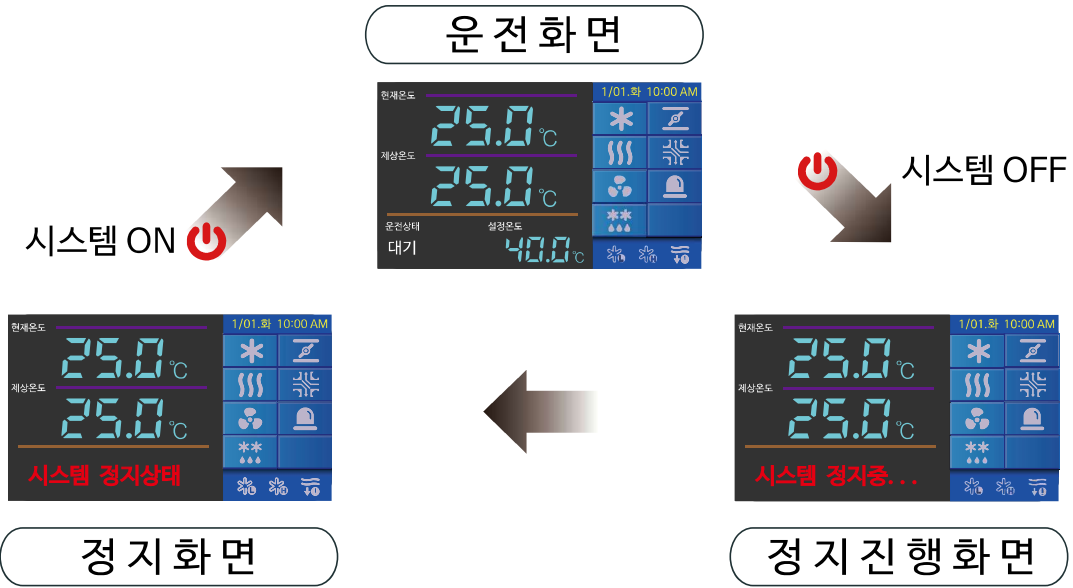 운전화면
현재온도
1/01.화 10:00 AM
25.0℃
제상온도
25.0℃
운전상태
설정온도
대기
40.0℃
시스템 ON
시스템 OFF
현재온도
1/01.화 10:00 AM
25.0℃
제상온도
25.0℃
시스템 정지상태
정지화면
현재온도
1/01.화 10:00 AM
25.0℃
제상온도
25.0℃
시스템 정지중...
정지진행화면